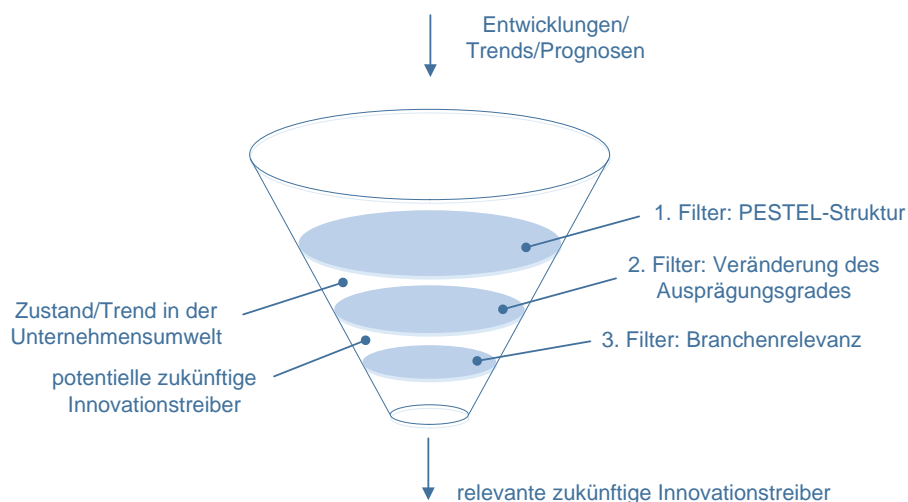 Entwicklungen/
Trends/Prognosen
1. Filter: PESTEL-Struktur
2. Filter: Veränderung des
Ausprägungsgrades
Zustand/Trend in der
Unternehmensumwelt
3. Filter: Branchenrelevanz
potentielle zukünftige
Innovationstreiber
relevante zukünftige Innovationstreiber